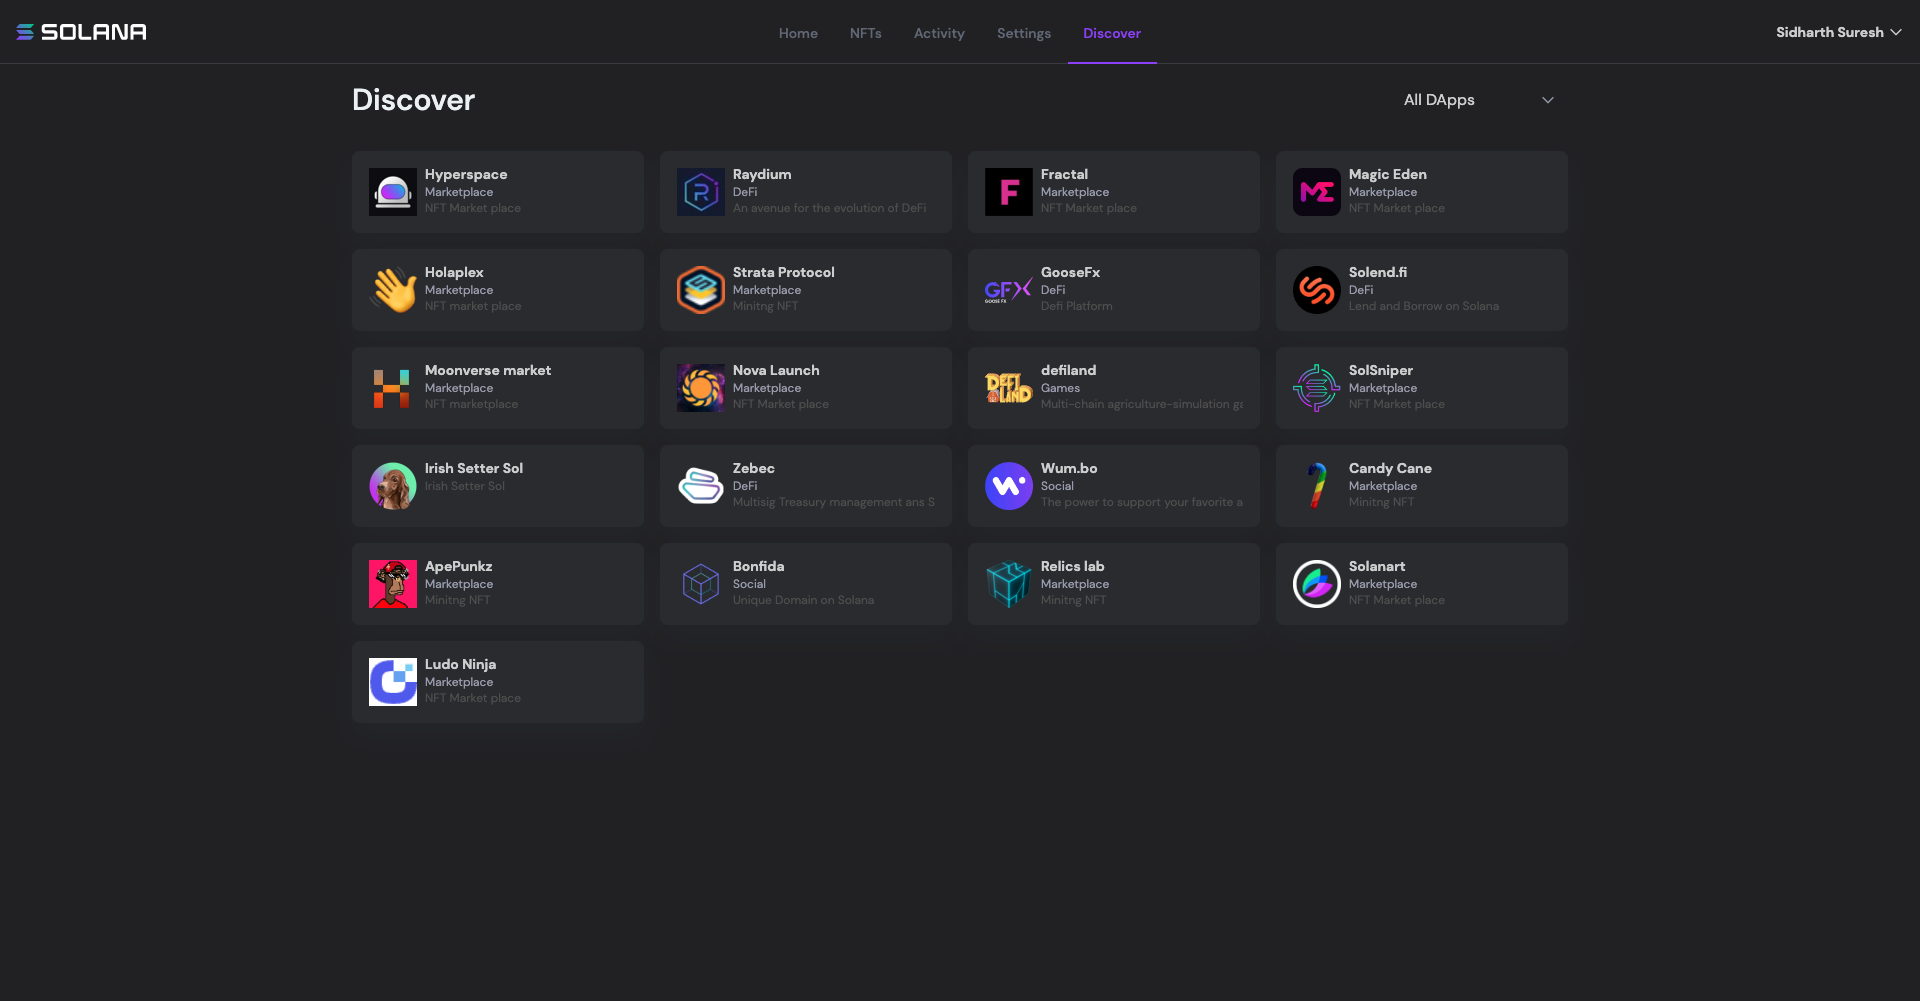 SOLANA
Home NFTs Activity Settings Discover
Sidharth Suresh
Discover
All DApps
Hyperspace
Marketplace
NFT Market place
Raydium
DeFi
An avenue for the evolution of DeFi
Fractal
Marketplace
NFT Market place
Magic Eden
Marketplace
NFT Market place
Holaplex
Marketplace
NFT market place
Strata Protocol
Marketplace
Minitng NFT
GFX
GOOSE FX
GooseFx
DeFi
Defi Platform
Solend.fi
DeFi
Lend and Borrow on Solana
Moonverse market
Marketplace
NFT marketplace
Nova Launch
Marketplace
NFT Market place
DEFI
LAND
defiland
Games
Multi-chain agriculture-simulation ga
SolSniper
Marketplace
NFT Market place
Irish Setter Sol
Irish Setter Sol
Zebec
DeFi
Multisig Treasury management ans S
Wum.bo
Social
The power to support your favorite a
Candy Cane
Marketplace
Minitng NFT
ApePunkz
Marketplace
Minitng NFT
Bonfida
Social
Unique Domain on Solana
Relics lab
Marketplace
Minitng NFT
Solanart
Marketplace
NFT Market place
Ludo Ninja
Marketplace
NFT Market place